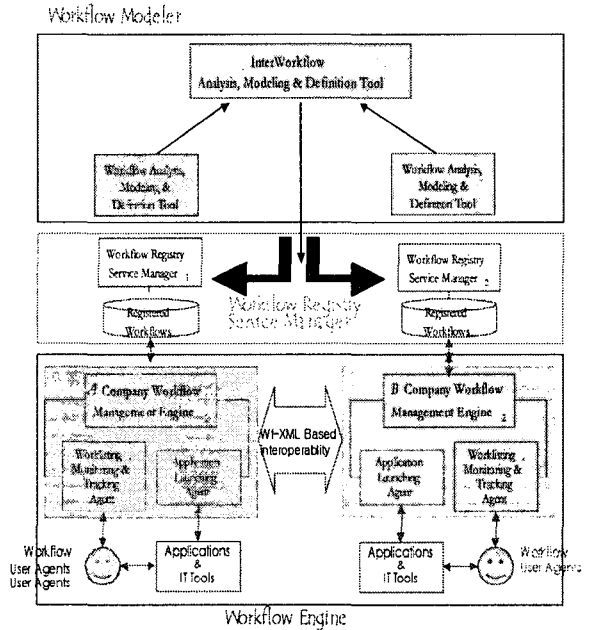 Workflow Modeler
InterWorkflow
Analysis, Modeling & Definition Tool
Workflow Analysis,
Modeling &
Definition Tool
Workflow Analysis,
Modeling &
Definition Tool
Workflow Registry
Service Manager 1
Workflow Registry
Service Manager 2
Workflow Registry
Service Manager
Registered
Workflows
Registered
Workflows
A Company Workflow
Management Engine 1
B Company Workflow
Management Engine 2
Wf-XML Based
Interoperability
Worklisting
Monitoring &
Tracking
Agent
Application
Launching
Agent
Application
Launching
Agent
Worklisting
Monitoring &
Tracking
Agent
Workflow
User Agents
User Agents
Applications
&
IT Tools
Applications
&
IT Tools
Workflow
User Agents
Workflow Engine